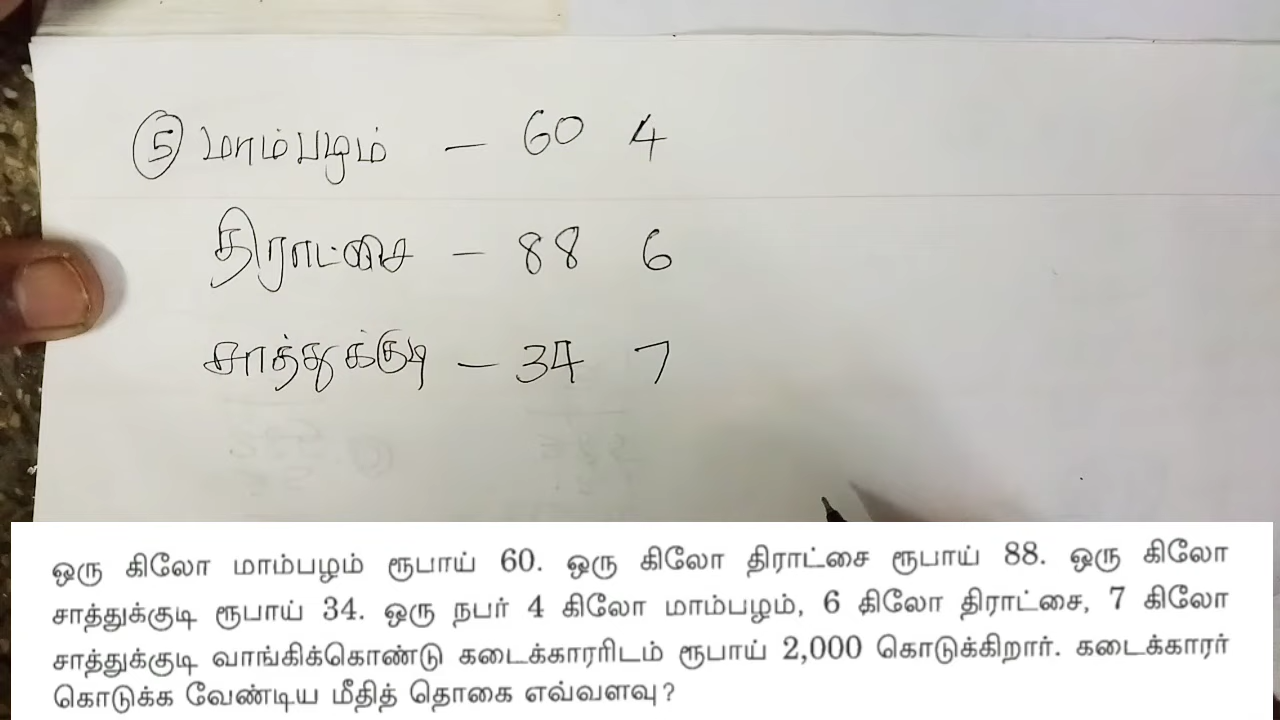 ⑤ மாம்பழம் – 60 4
திராட்சை – 88 6
சாத்துக்குடி – 34 7
ஒரு கிலோ மாம்பழம் ரூபாய் 60. ஒரு கிலோ திராட்சை ரூபாய் 88. ஒரு கிலோ
சாத்துக்குடி ரூபாய் 34. ஒரு நபர் 4 கிலோ மாம்பழம், 6 கிலோ திராட்சை, 7 கிலோ
சாத்துக்குடி வாங்கிக்கொண்டு கடைக்காரரிடம் ரூபாய் 2,000 கொடுக்கிறார். கடைக்காரர்
கொடுக்க வேண்டிய மீதித் தொகை எவ்வளவு?